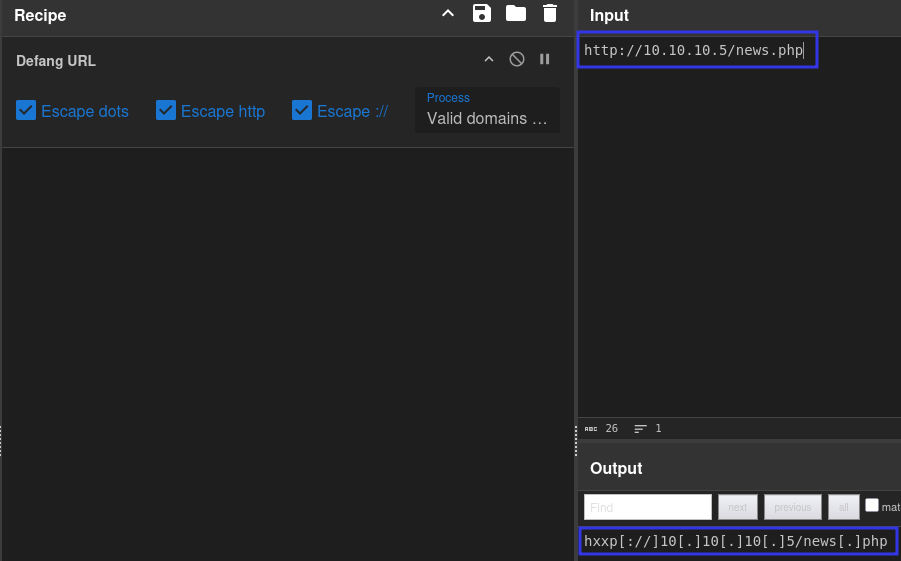 Recipe
Defang URL
Escape dots
Escape http
Escape ://
Process
Valid domains ...
Input
http://10.10.10.5/news.php
ABC 26 1
Output
Find next previous all mat
hxxp[://]10[.]10[.]10[.]5/news[.]php